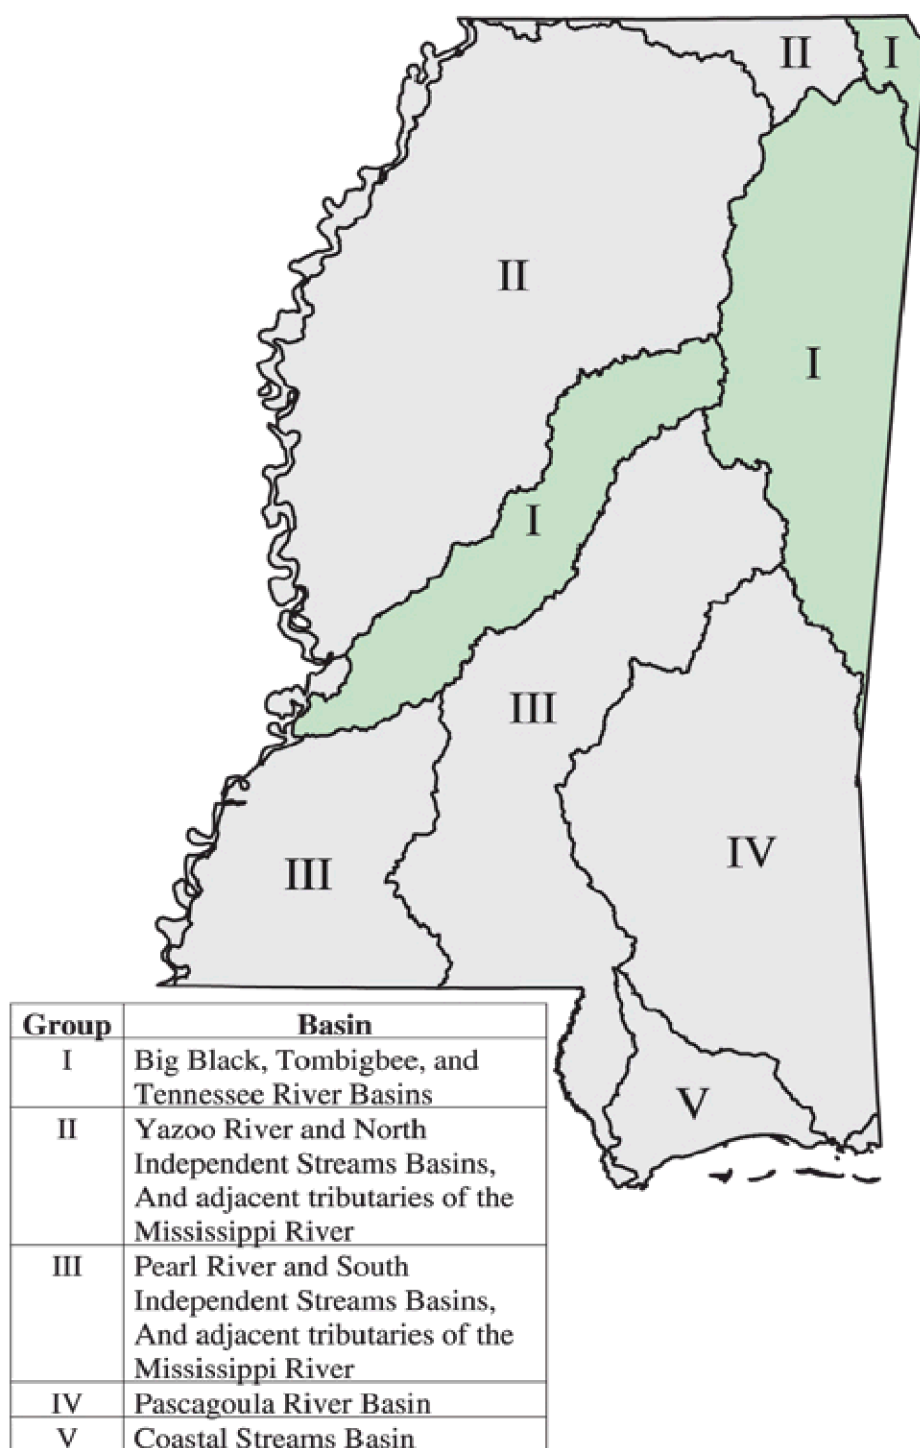 II
I
II
I
I
III
IV
III
V
Group Basin
I Big Black, Tombigbee, and
Tennessee River Basins
II Yazoo River and North
Independent Streams Basins,
And adjacent tributaries of the
Mississippi River
III Pearl River and South
Independent Streams Basins,
And adjacent tributaries of the
Mississippi River
IV Pascagoula River Basin
V Coastal Streams Basin